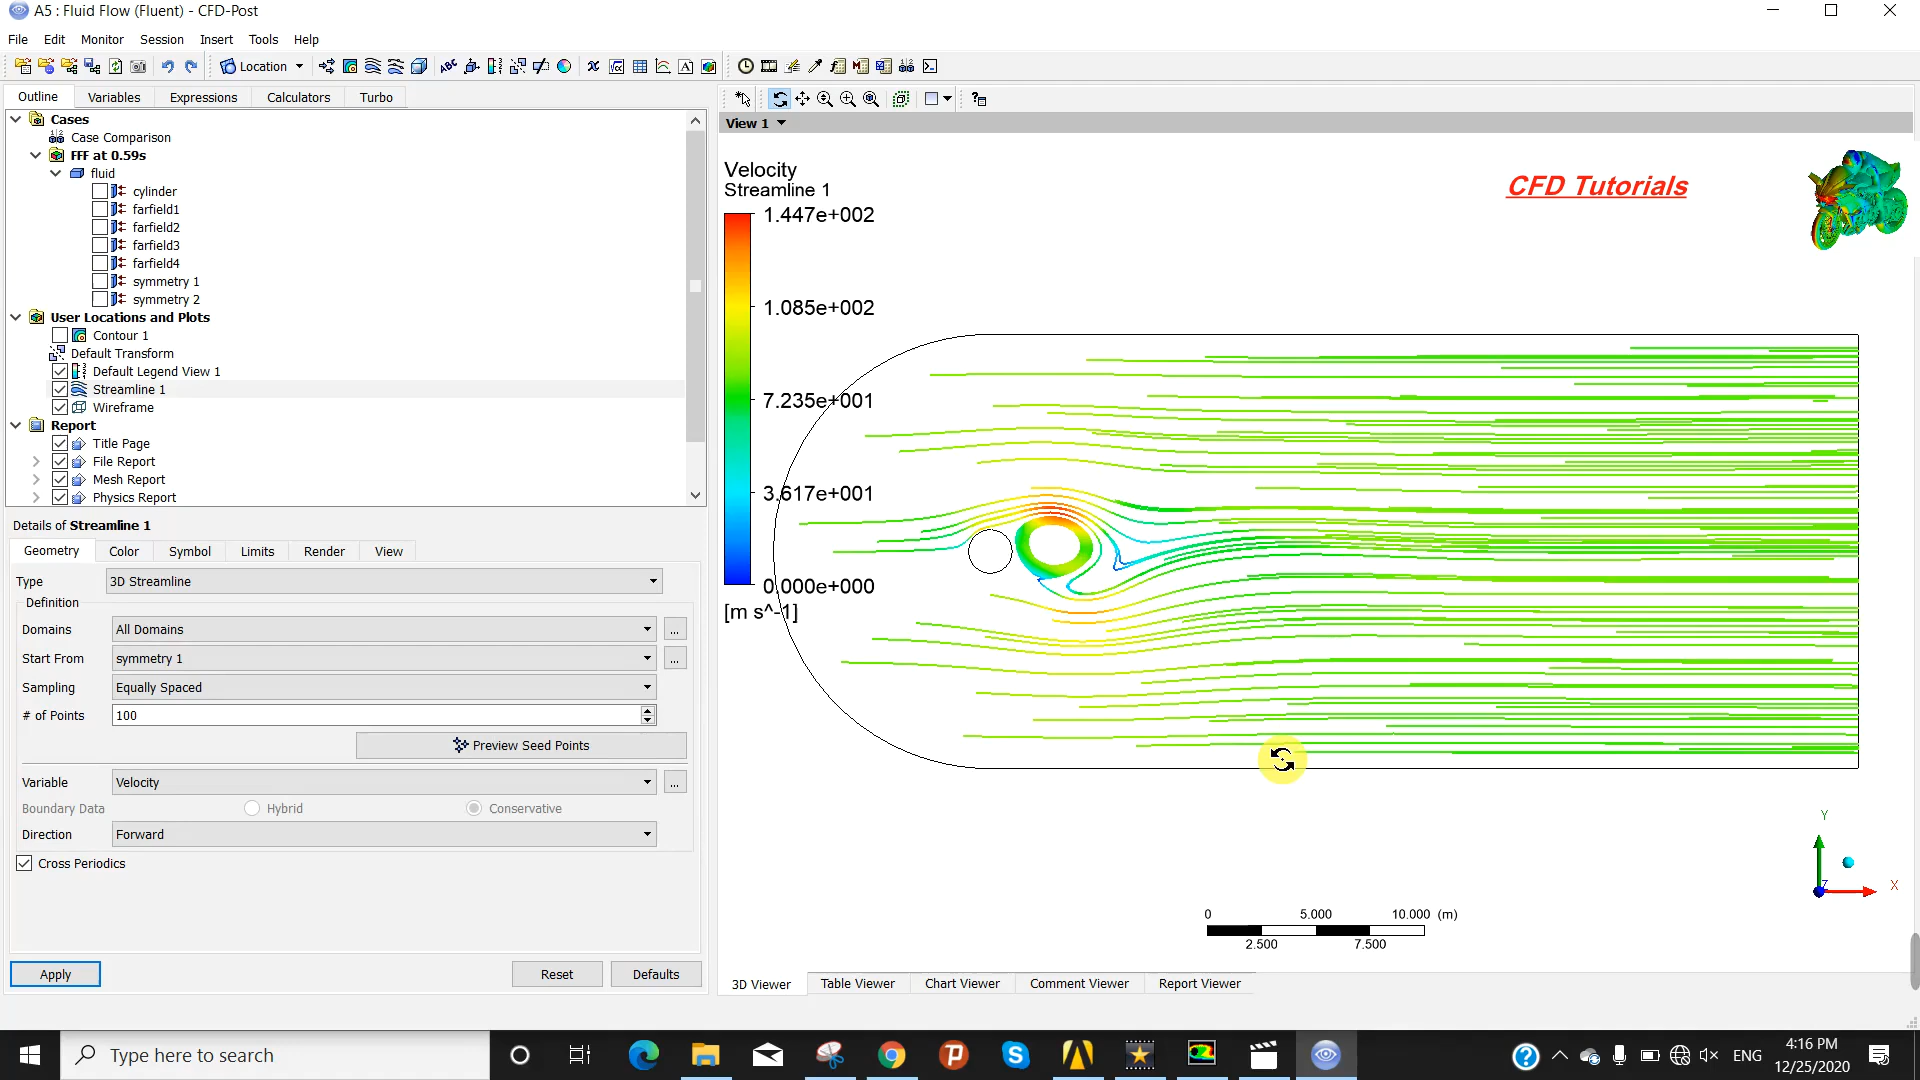 A5 : Fluid Flow (Fluent) - CFD-Post
File Edit Monitor Session Insert Tools Help
Location
Outline Variables Expressions Calculators Turbo
Cases
Case Comparison
FFF at 0.59s
fluid
cylinder
farfield1
farfield2
farfield3
farfield4
symmetry 1
symmetry 2
User Locations and Plots
Contour 1
Default Transform
Default Legend View 1
Streamline 1
Wireframe
Report
Title Page
File Report
Mesh Report
Physics Report
Details of Streamline 1
Geometry Color Symbol Limits Render View
Type 3D Streamline
Definition
Domains All Domains ...
Start From symmetry 1 ...
Sampling Equally Spaced
# of Points 100
Preview Seed Points
Variable Velocity ...
Boundary Data Hybrid Conservative
Direction Forward
Cross Periodics
Apply Reset Defaults
View 1
Velocity
Streamline 1
1.447e+002
1.085e+002
7.235e+001
3.617e+001
0.000e+000
[m s^-1]
CFD Tutorials
Y
Z
X
0 5.000 10.000 (m)
2.500 7.500
3D Viewer Table Viewer Chart Viewer Comment Viewer Report Viewer
Type here to search
ENG
4:16 PM
12/25/2020